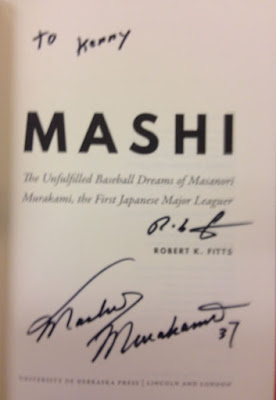 TO Kenny
MASHI
The Unfulfilled Baseball Dreams of Masanori
Murakami, the First Japanese Major Leaguer
ROBERT K. FITTS
Mashi
Murakami 37
UNIVERSITY OF NEBRASKA PRESS | LINCOLN AND LONDON